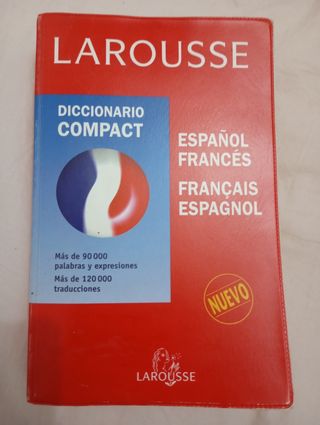 LAROUSSE
DICCIONARIO
COMPACT
ESPAÑOL
FRANCÉS
FRANÇAIS
ESPAGNOL
Más de 90 000
palabras y expresiones
Más de 120 000
traducciones
NUEVO
LAROUSSE